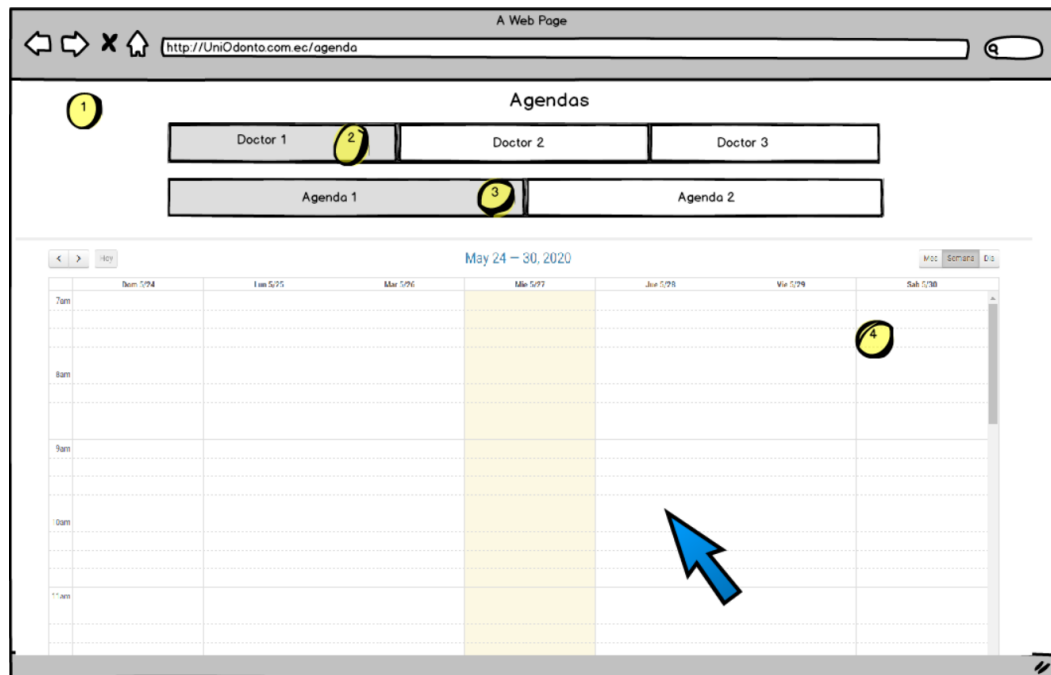 A Web Page
http://UniOdonto.com.ec/agenda
1
Agendas
Doctor 1 2 Doctor 2 Doctor 3
Agenda 1 3 Agenda 2
Hoy May 24 — 30, 2020 Mes Semana Dia
Dom 5/24 Lun 5/25 Mar 5/26 Mie 5/27 Jue 5/28 Vie 5/29 Sab 5/30
7am
4
8am
9am
10am
11am